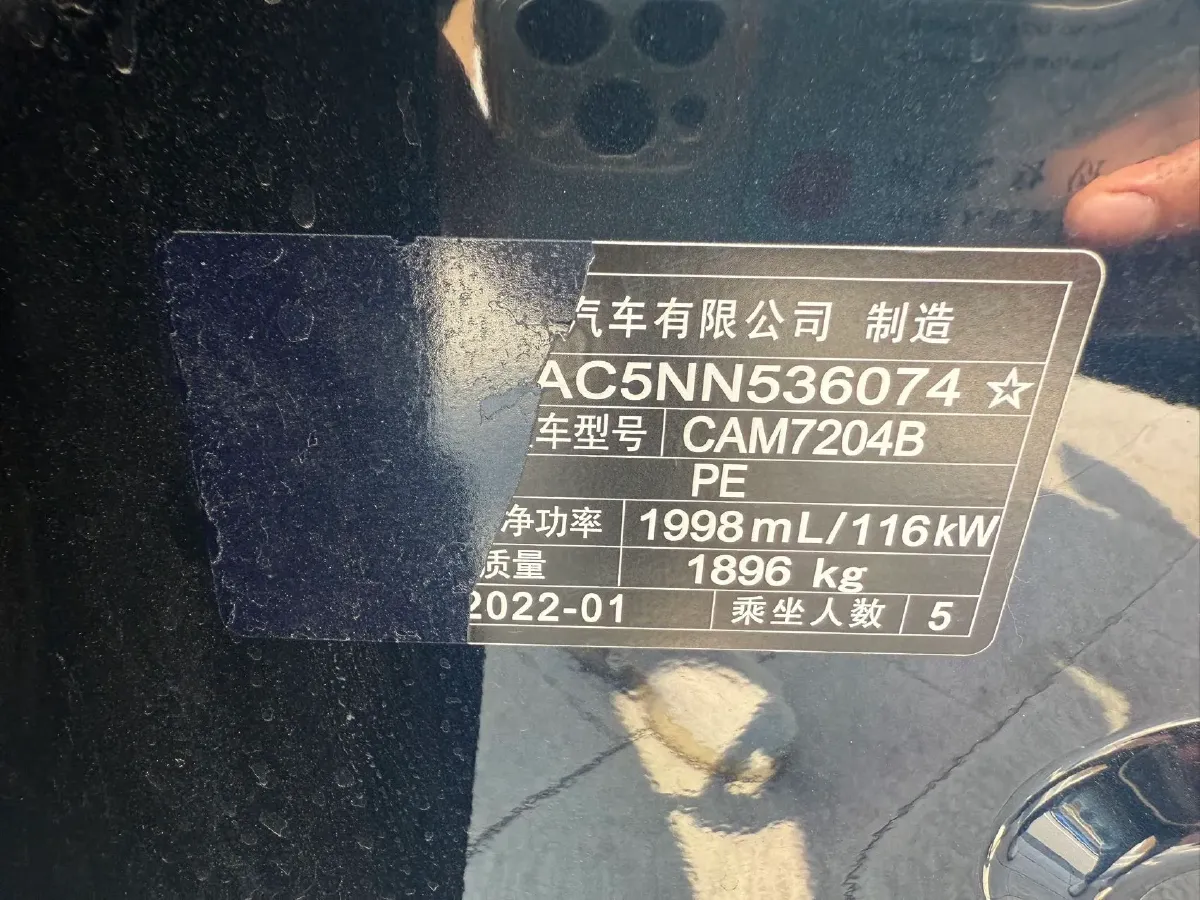 汽车有限公司 制造
AC5NN536074 ☆
车型号 CAM7204B
PE
净功率 1998mL/116kW
质量 1896 kg
2022-01 乘坐人数 5